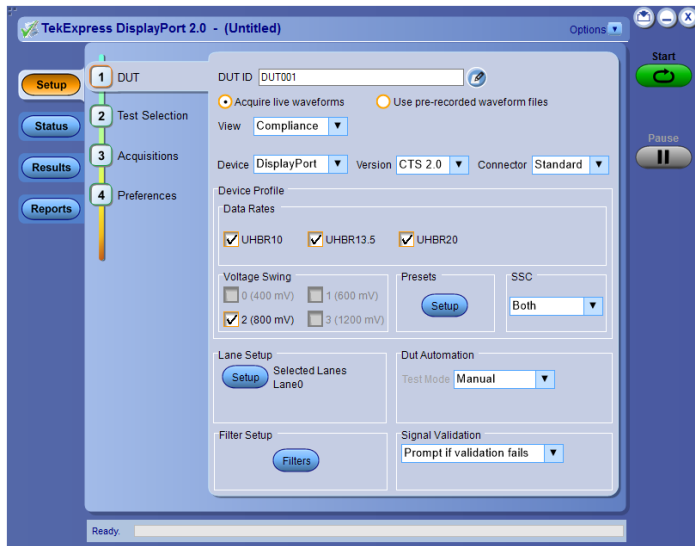 TekExpress DisplayPort 2.0 - (Untitled)
Options
Start
Pause
Setup
Status
Results
Reports
1 DUT
2 Test Selection
3 Acquisitions
4 Preferences
DUT ID DUT001
Acquire live waveforms Use pre-recorded waveform files
View Compliance
Device DisplayPort Version CTS 2.0 Connector Standard
Device Profile
Data Rates
UHBR10 UHBR13.5 UHBR20
Voltage Swing
0 (400 mV) 1 (600 mV)
2 (800 mV) 3 (1200 mV)
Presets
Setup
SSC
Both
Lane Setup
Setup Selected Lanes
Lane0
Dut Automation
Test Mode Manual
Filter Setup
Filters
Signal Validation
Prompt if validation fails
Ready.